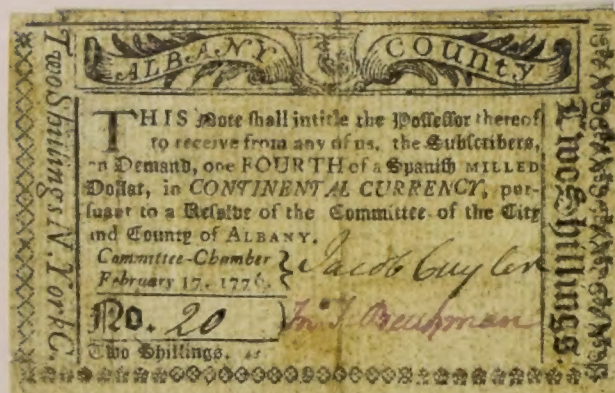 ALBANY COUNTY
THIS Note shall intitle the Possessor thereof
to receive from any of us, the Subscribers,
on Demand, one FOURTH of a Spanish MILLED
Dollar, in CONTINENTAL CURRENCY, pur-
suant to a Resolve of the Committee of the City
and County of ALBANY.
Committee-Chamber
February 17, 1776.
Jacob Cuyler
Jno. J. Beekman
No. 20
Two Shillings.
Two Shillings N. York C.
Two Shillings.